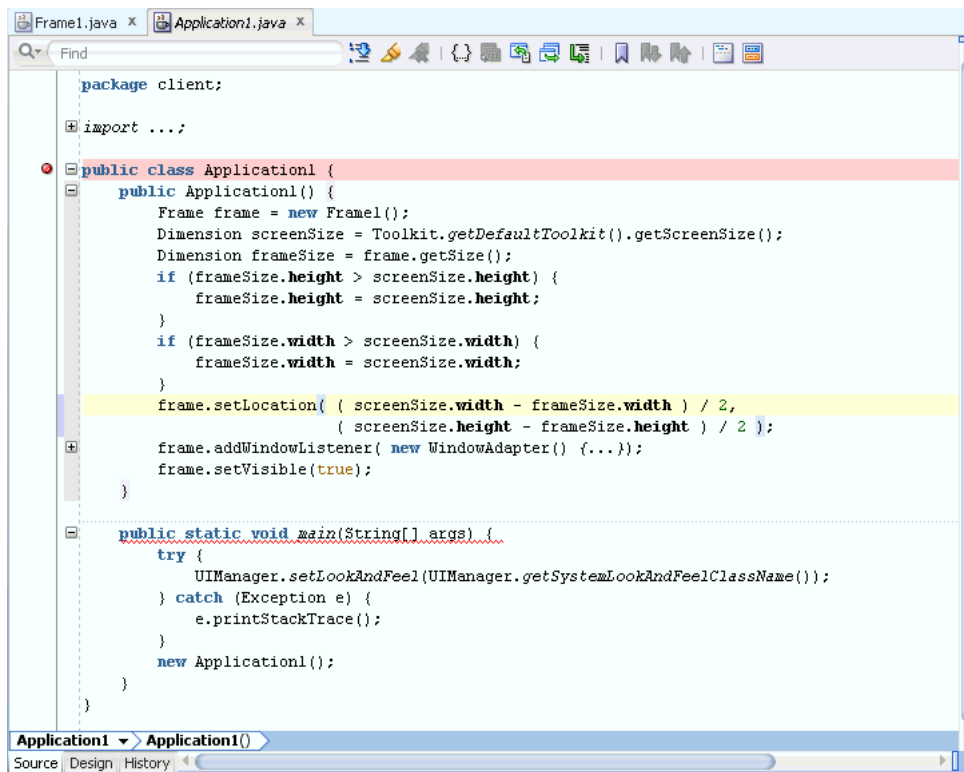 Frame1.java x Application1.java x
Find
package client;
import ...;
public class Application1 {
public Application1() {
Frame frame = new Frame1();
Dimension screenSize = Toolkit.getDefaultToolkit().getScreenSize();
Dimension frameSize = frame.getSize();
if (frameSize.height > screenSize.height) {
frameSize.height = screenSize.height;
}
if (frameSize.width > screenSize.width) {
frameSize.width = screenSize.width;
}
frame.setLocation( ( screenSize.width - frameSize.width ) / 2,
( screenSize.height - frameSize.height ) / 2 );
frame.addWindowListener( new WindowAdapter() {...});
frame.setVisible(true);
}
public static void main(String[] args) {
try {
UIManager.setLookAndFeel(UIManager.getSystemLookAndFeelClassName());
} catch (Exception e) {
e.printStackTrace();
}
new Application1();
}
}
Application1 Application1()
Source Design History